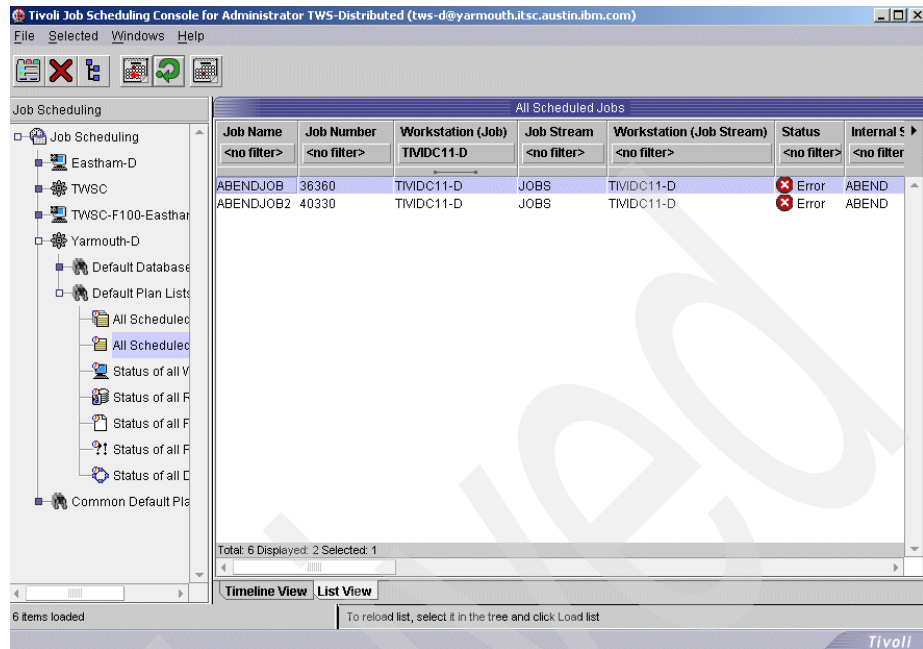 Tivoli Job Scheduling Console for Administrator TWS-Distributed (tws-d@yarmouth.itsc.austin.ibm.com)
File Selected Windows Help
Job Scheduling
All Scheduled Jobs
Job Scheduling
Eastham-D
TWSC
TWSC-F100-Eastha
Yarmouth-D
Default Database
Default Plan Lists
All Scheduled
All Scheduled
Status of all W
Status of all R
Status of all F
Status of all P
Status of all D
Common Default Pla
Job Name Job Number Workstation (Job) Job Stream Workstation (Job Stream) Status Internal S
<no filter> <no filter> TIVIDC11-D <no filter> <no filter> <no filter> <no filter
ABENDJOB 36360 TIVIDC11-D JOBS TIVIDC11-D Error ABEND
ABENDJOB2 40330 TIVIDC11-D JOBS TIVIDC11-D Error ABEND
Total: 6 Displayed: 2 Selected: 1
Timeline View List View
6 items loaded
To reload list, select it in the tree and click Load list
Tivoli